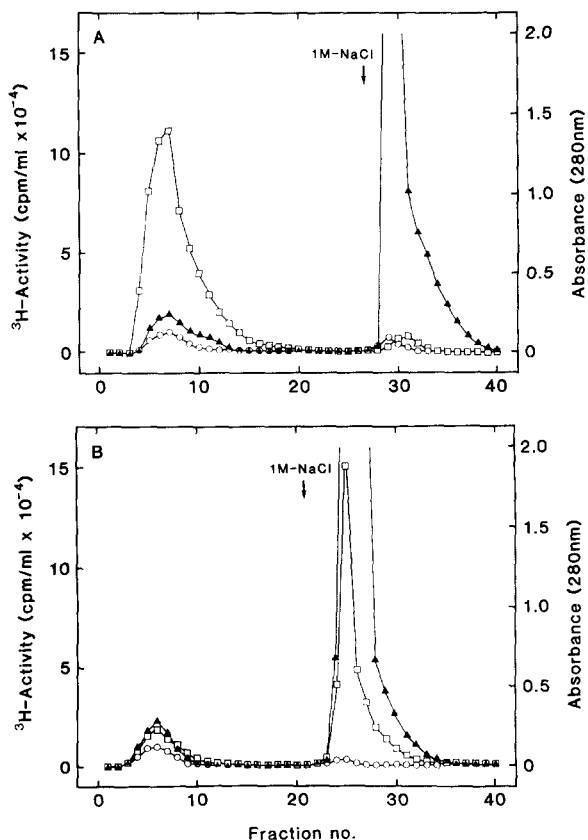 A
1M-NaCl
15
10
5
0
2.0
1.5
1.0
0.5
0
³H-Activity (cpm/ml x10⁻⁴)
Absorbance (280nm)
0 10 20 30 40
B
1M-NaCl
15
10
5
0
2.0
1.5
1.0
0.5
0
³H-Activity (cpm/ml x 10⁻⁴)
Absorbance (280nm)
0 10 20 30 40
Fraction no.